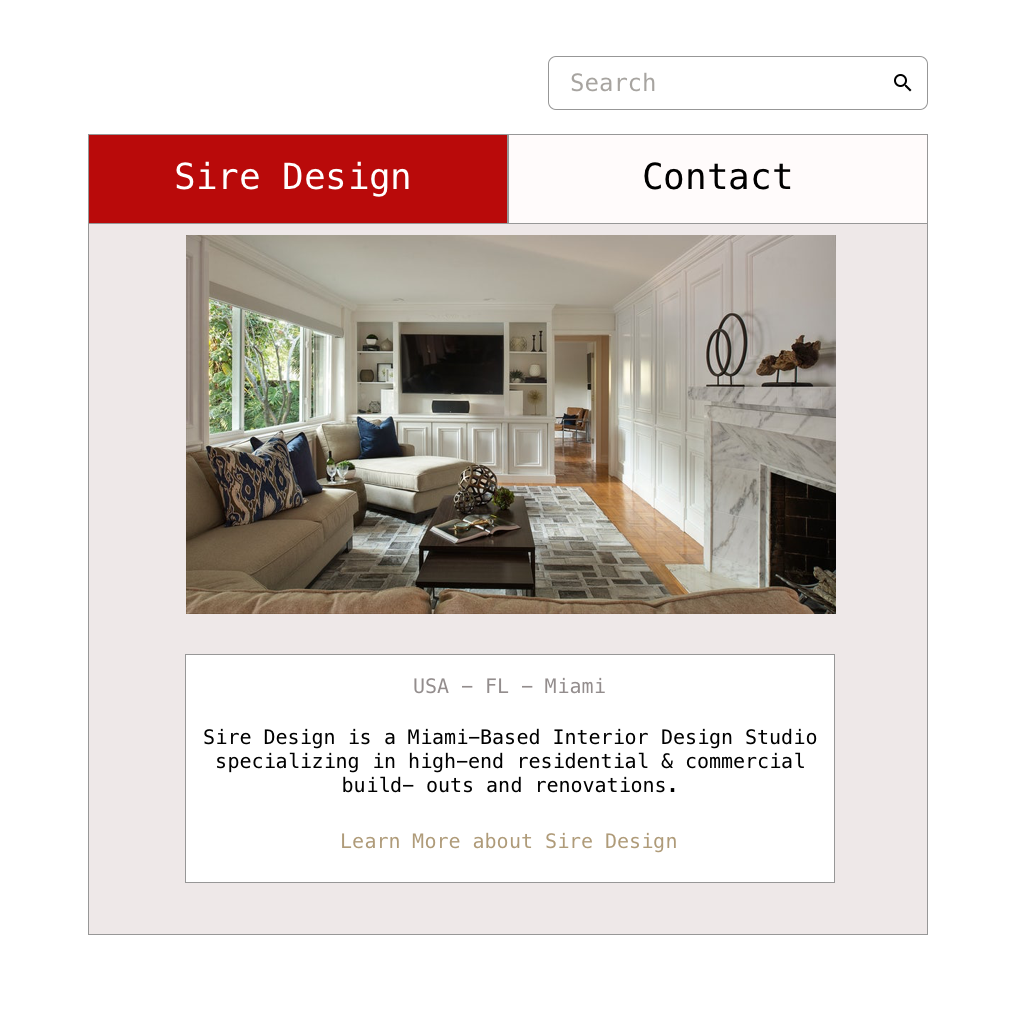 Search
Sire Design
Contact
USA - FL - Miami
Sire Design is a Miami-Based Interior Design Studio
specializing in high-end residential & commercial
build- outs and renovations.
Learn More about Sire Design